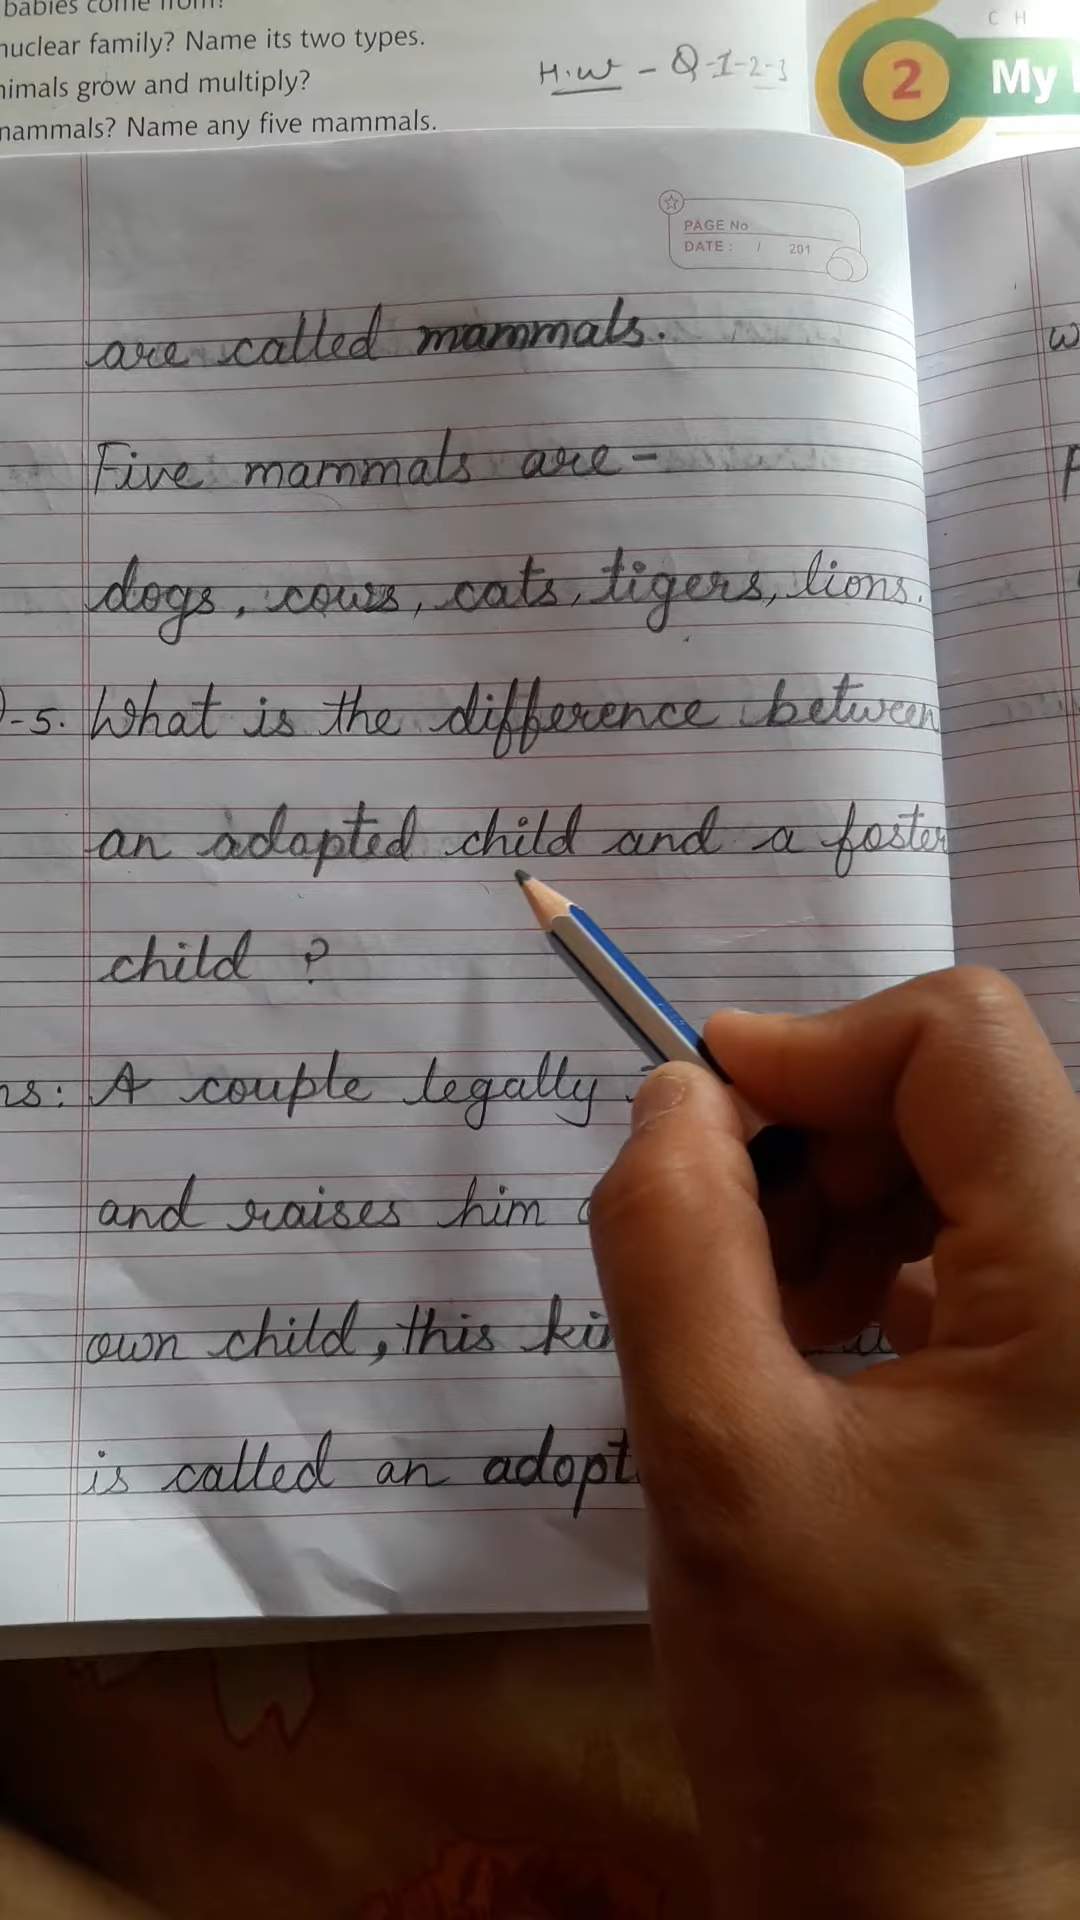 babies come from?
nuclear family? Name its two types.
nimals grow and multiply?
mammals? Name any five mammals.
H.W - Q-1-2-3
C H
2
My
PAGE No
DATE : / 201
are called mammals.
Five mammals are-
dogs, cows, cats, tigers, lions.
-5. What is the difference between
an adopted child and a foster
child ?
ns: A couple legally
and raises him
own child, this
is called an adopt